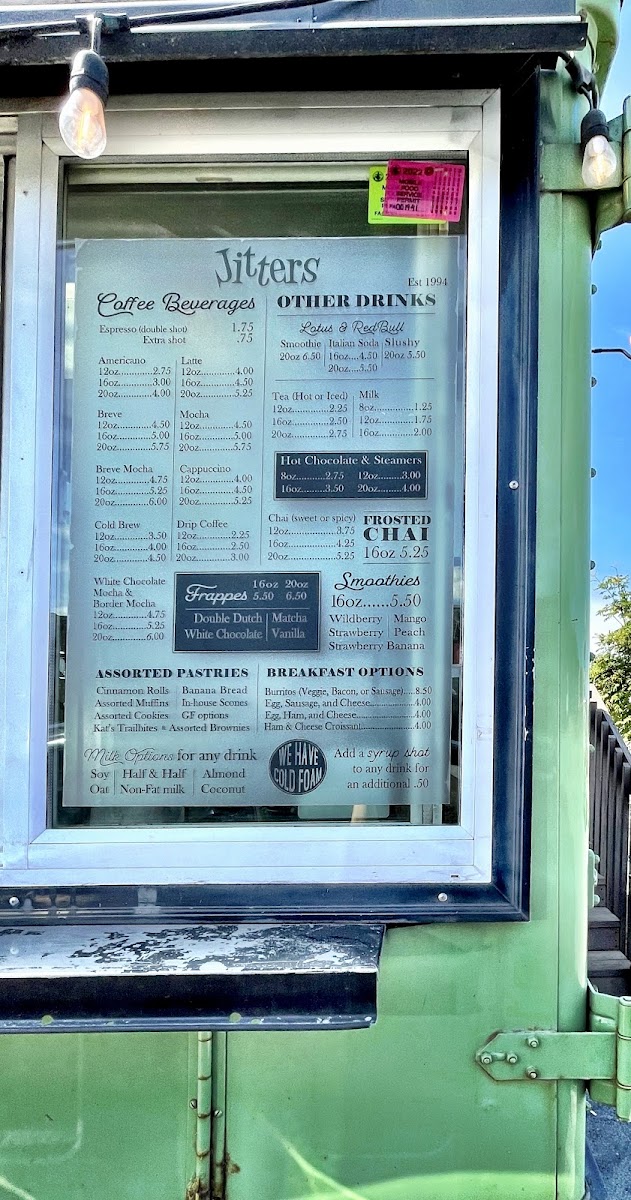 2022
MOBILE
FOOD
SERVICE
PERMIT
Jitters
Est 1994
Coffee Beverages
Espresso (double shot) 1.75
Extra shot .75
Americano
12oz.............2.75
16oz.............3.00
20oz.............4.00
Latte
12oz.............4.00
16oz.............4.50
20oz.............5.25
Breve
12oz.............4.50
16oz.............5.00
20oz.............5.75
Mocha
12oz.............4.50
16oz.............5.00
20oz.............5.75
Breve Mocha
12oz.............4.75
16oz.............5.25
20oz.............6.00
Cappuccino
12oz.............4.00
16oz.............4.50
20oz.............5.25
Cold Brew
12oz.............3.50
16oz.............4.00
20oz.............4.50
Drip Coffee
12oz.............2.25
16oz.............2.50
20oz.............3.00
White Chocolate
Mocha &
Border Mocha
12oz.............4.75
16oz.............5.25
20oz.............6.00
Frappes
16oz 20oz
5.50 6.50
Double Dutch | Matcha
White Chocolate | Vanilla
OTHER DRINKS
Lotus & RedBull
Smoothie
20oz 6.50
Italian Soda
16oz....4.50
20oz....5.50
Slushy
20oz 5.50
Tea (Hot or Iced)
12oz.............2.25
16oz.............2.50
20oz.............2.75
Milk
8oz.............1.25
12oz.............1.75
16oz.............2.00
Hot Chocolate & Steamers
8oz..........2.75 12oz.........3.00
16oz.........3.50 20oz.........4.00
Chai (sweet or spicy)
12oz.............3.75
16oz.............4.25
20oz.............5.25
FROSTED
CHAI
16oz 5.25
Smoothies
16oz......5.50
Wildberry | Mango
Strawberry | Peach
Strawberry Banana
ASSORTED PASTRIES
Cinnamon Rolls Banana Bread
Assorted Muffins In-house Scones
Assorted Cookies GF options
Kat's Trailbites * Assorted Brownies
BREAKFAST OPTIONS
Burritos (Veggie, Bacon, or Sausage)....8.50
Egg, Sausage, and Cheese................4.00
Egg, Ham, and Cheese................4.00
Ham & Cheese Croissant................4.00
Milk Options for any drink
Soy | Half & Half | Almond
Oat | Non-Fat milk | Coconut
WE HAVE
COLD FOAM
Add a syrup shot
to any drink for
an additional .50